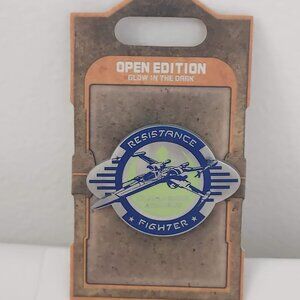 OPEN EDITION
GLOW IN THE DARK
RESISTANCE
FIGHTER